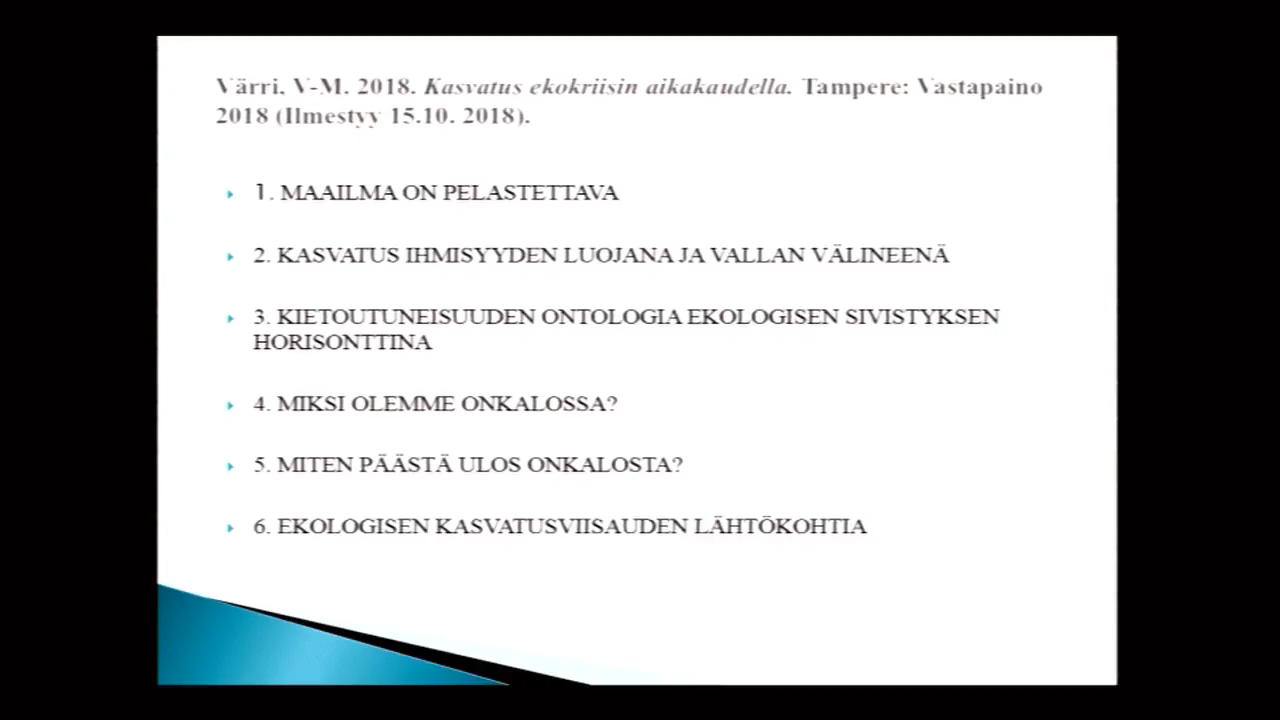 Värri, V-M. 2018. Kasvatus ekokriisin aikakaudella. Tampere: Vastapaino
2018 (Ilmestyy 15.10. 2018).
1. MAAILMA ON PELASTETTAVA
2. KASVATUS IHMISYYDEN LUOJANA JA VALLAN VÄLINEENÄ
3. KIETOUTUNEISUUDEN ONTOLOGIA EKOLOGISEN SIVISTYKSEN
HORISONTTINA
4. MIKSI OLEMME ONKALOSSA?
5. MITEN PÄÄSTÄ ULOS ONKALOSTA?
6. EKOLOGISEN KASVATUSVIISAUDEN LÄHTÖKOHTIA